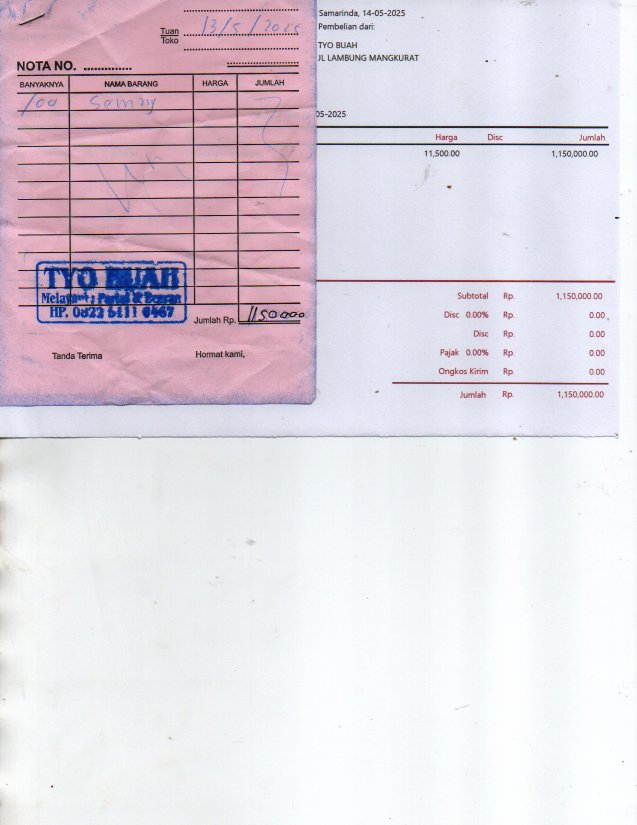 Tuan 13/5/2025
Toko
NOTA NO. ..............
BANYAKNYA NAMA BARANG HARGA JUMLAH
100
TYO BUAH
Melayani : Partai & Eceran
Jumlah Rp. 1150000
Tanda Terima Hormat kami,
Samarinda, 14-05-2025
Pembelian dari:
TYO BUAH
JL LAMBUNG MANGKURAT
05-2025
Harga Disc Jumlah
11,500.00 1,150,000.00
Subtotal Rp. 1,150,000.00
Disc 0.00% Rp. 0.00
Disc Rp. 0.00
Pajak 0.00% Rp. 0.00
Ongkos Kirim Rp. 0.00
Jumlah Rp. 1,150,000.00